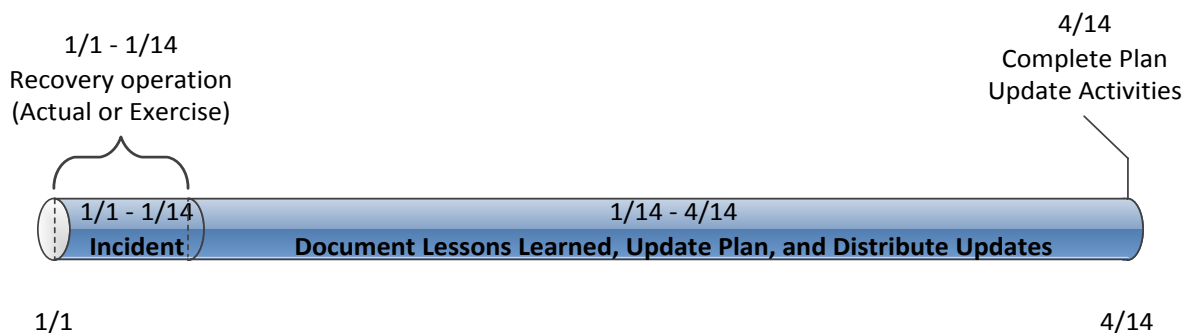 1/1 - 1/14
Recovery operation
(Actual or Exercise)
4/14
Complete Plan
Update Activities
1/1 - 1/14
Incident
1/14 - 4/14
Document Lessons Learned, Update Plan, and Distribute Updates
1/1
4/14